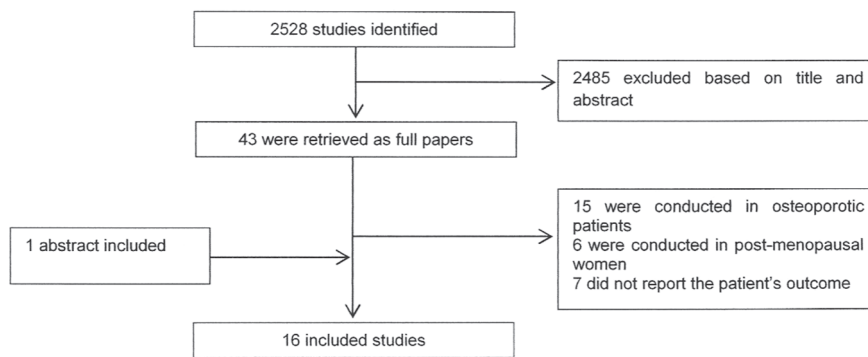 2528 studies identified
2485 excluded based on title and
abstract
43 were retrieved as full papers
15 were conducted in osteoporotic
patients
6 were conducted in post-menopausal
women
7 did not report the patient's outcome
1 abstract included
16 included studies